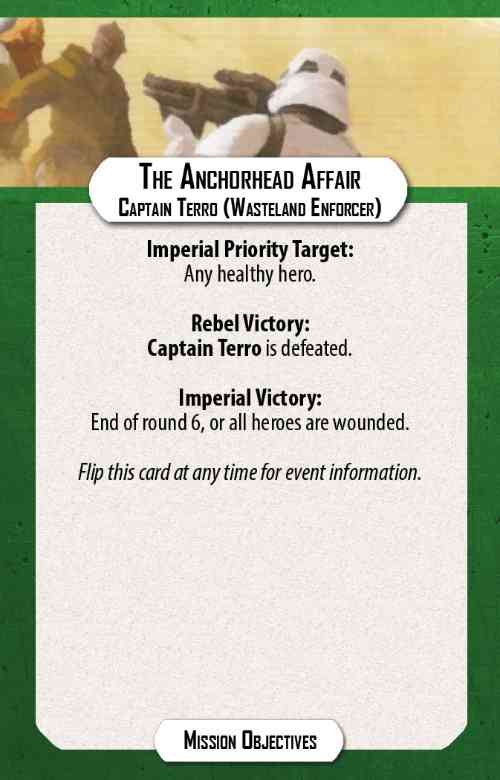 The Anchorhead Affair
Captain Terro (Wasteland Enforcer)
Imperial Priority Target:
Any healthy hero.
Rebel Victory:
Captain Terro is defeated.
Imperial Victory:
End of round 6, or all heroes are wounded.
Flip this card at any time for event information.
Mission Objectives